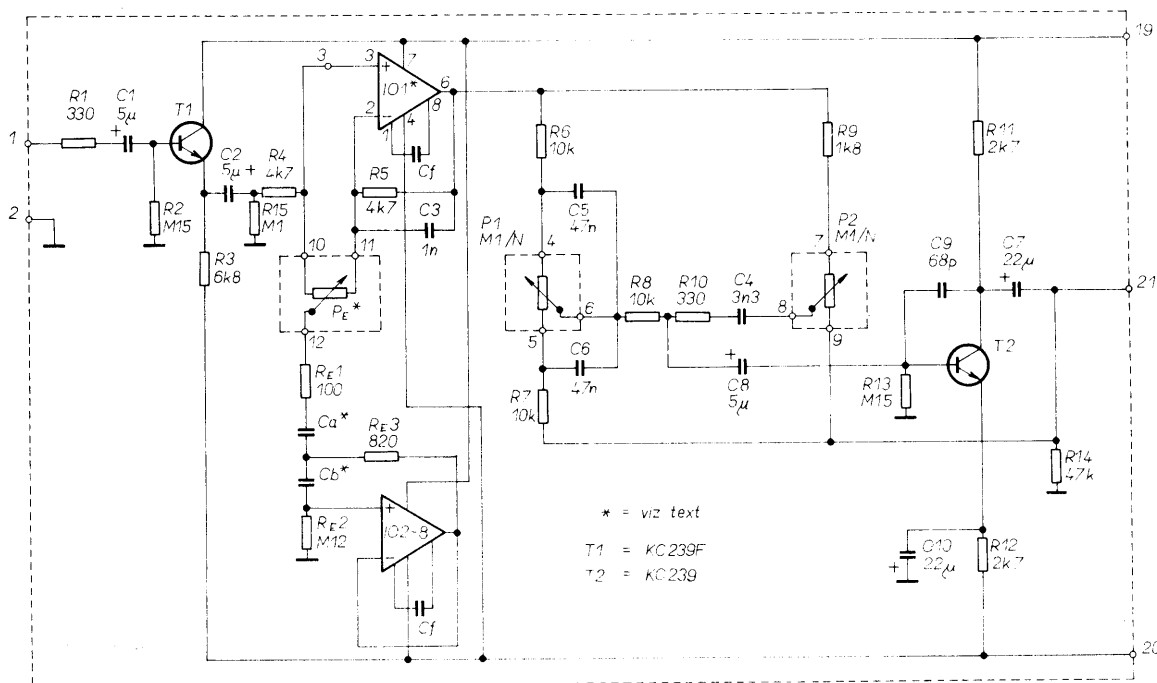 19
3
3
7
IO1*
6
2
8
1
4
R1
330
C1
5µ
+
T1
1
R6
10k
R9
1k8
R11
2k7
C2
5µ +
R4
4k7
Cf
R5
4k7
R2
M15
R15
M1
C3
1n
C5
47n
2
P1
M1/N
P2
M1/N
10
11
4
7
C9
68p
C7
22µ
+
R3
6k8
PE*
R8
10k
R10
330
C4
3n3
6
8
21
12
5
9
C6
47n
+
C8
5µ
T2
RE1
100
R7
10k
R13
M15
Ca*
RE3
820
R14
47k
Cb*
+
IO2-8
RE2
M12
* = viz text
T1 = KC239F
T2 = KC239
C10
22µ
+
R12
2k7
Cf
20